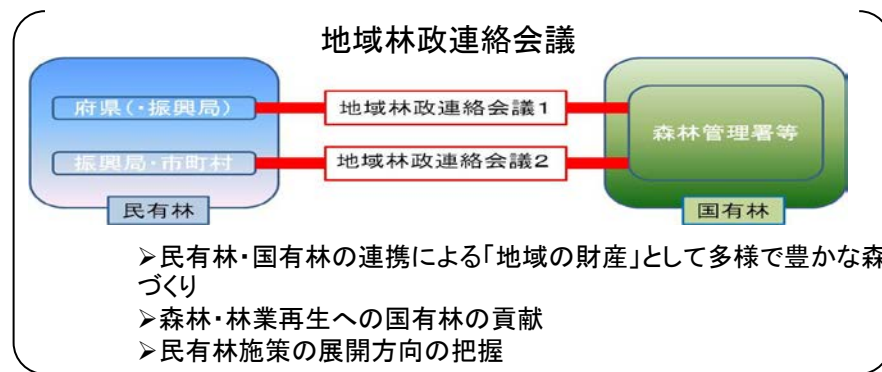 地域林政連絡会議
府県(・振興局)
地域林政連絡会議1
森林管理署等
振興局・市町村
地域林政連絡会議2
民有林
国有林
➢民有林・国有林の連携による「地域の財産」として多様で豊かな森
づくり
➢森林・林業再生への国有林の貢献
➢民有林施策の展開方向の把握